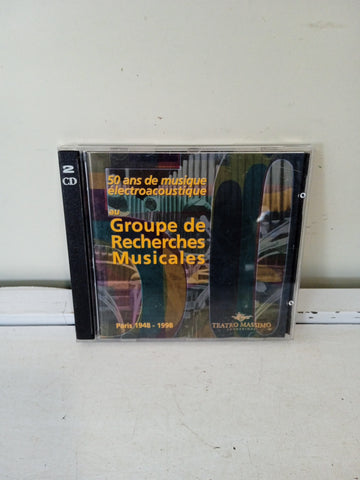 2
CD
50 ans de musique
électroacoustique
au
Groupe de
Recherches
Musicales
Paris 1948 - 1998
TEATRO MASSIMO